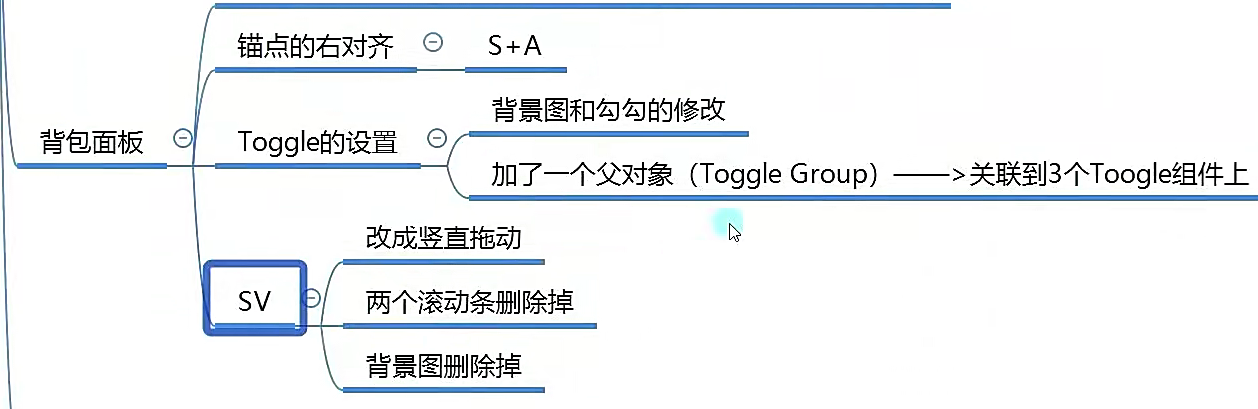 锚点的右对齐
S+A
背包面板
Toggle的设置
背景图和勾勾的修改
加了一个父对象（Toggle Group）——>关联到3个Toogle组件上
SV
改成竖直拖动
两个滚动条删除掉
背景图删除掉